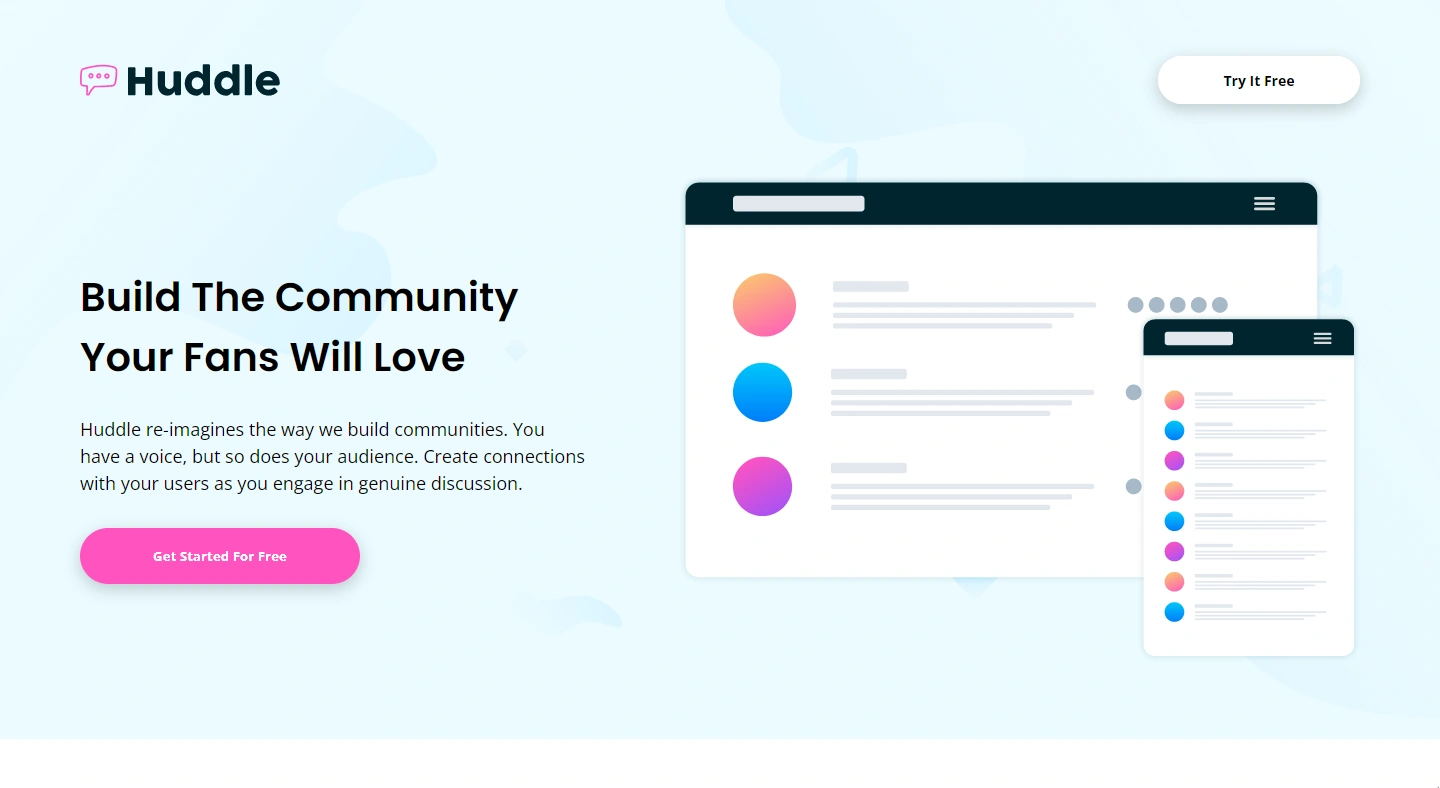 Huddle
Try It Free
Build The Community
Your Fans Will Love
Huddle re-imagines the way we build communities. You
have a voice, but so does your audience. Create connections
with your users as you engage in genuine discussion.
Get Started For Free